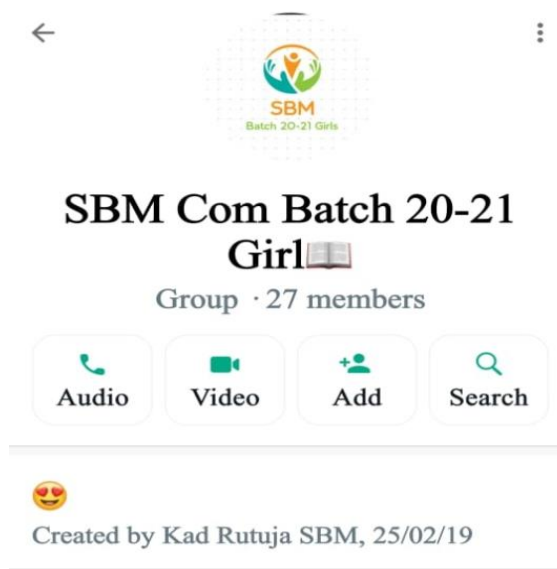 SBM
Batch 20-21 Girls
SBM Com Batch 20-21
Girl📖
Group · 27 members
Audio Video Add Search
😍
Created by Kad Rutuja SBM, 25/02/19